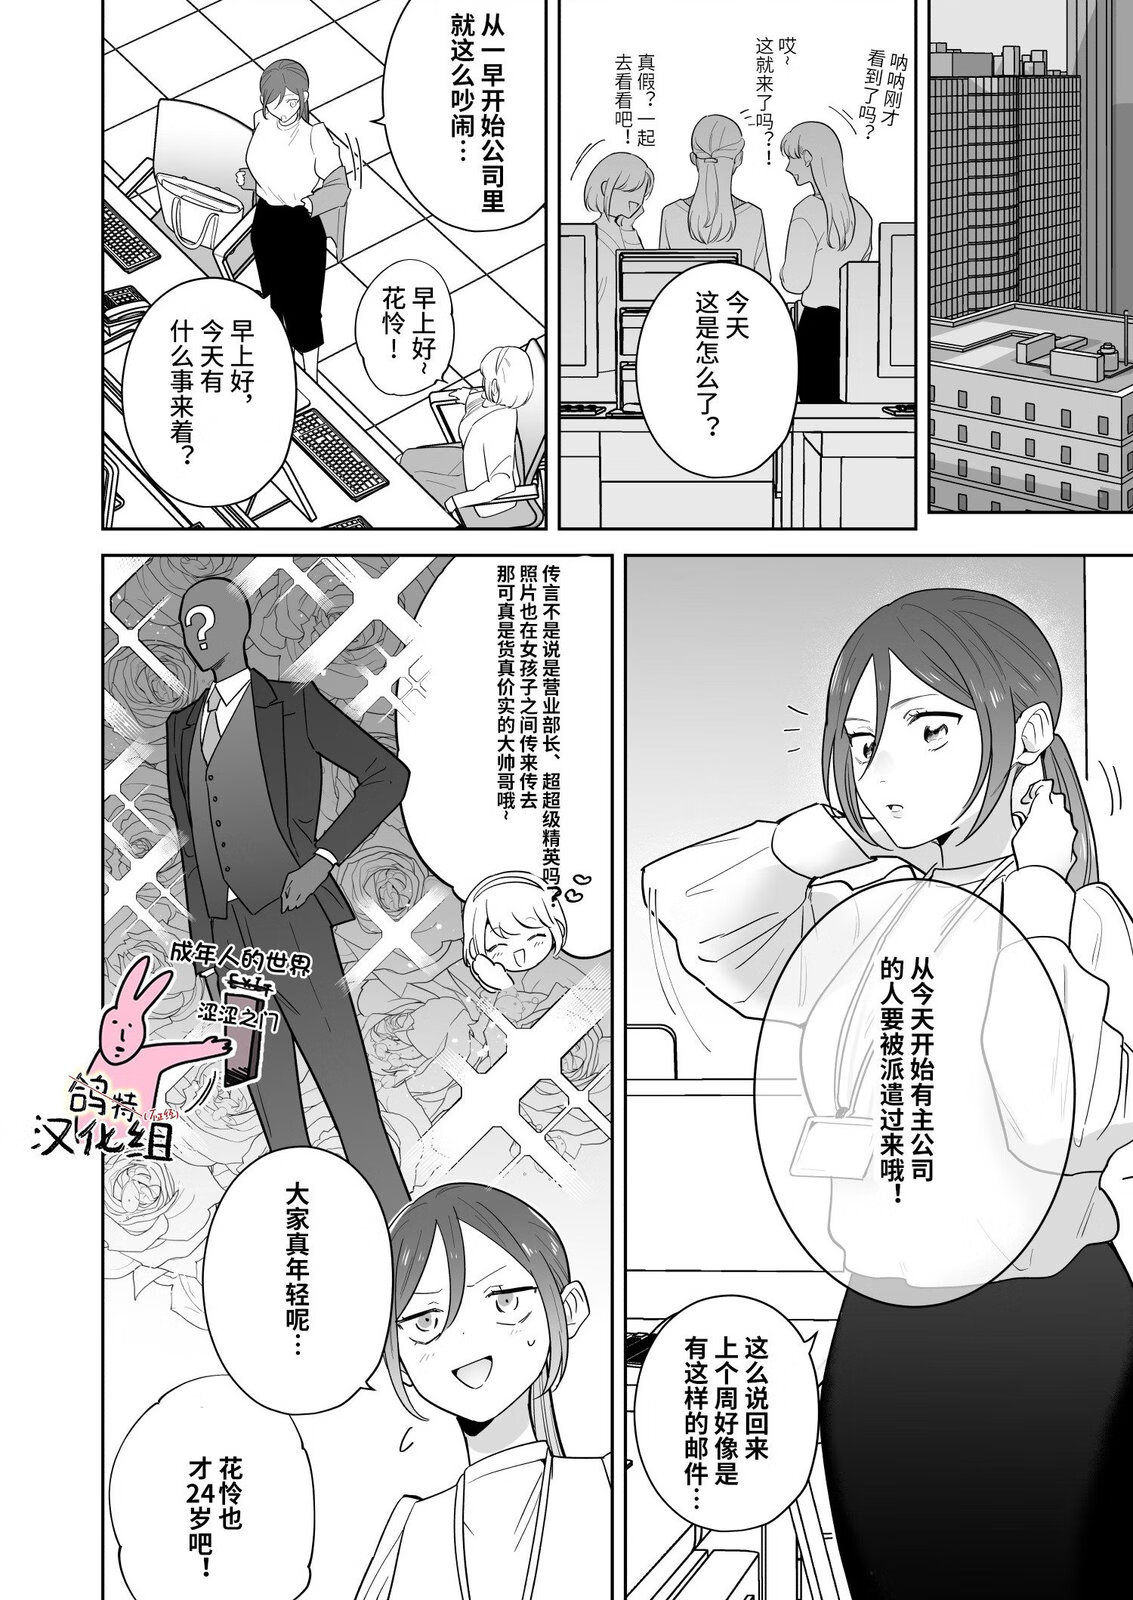 呐呐刚才
看到了吗？
哎~
这就来了吗？！
真假？一起
去看看吧！
今天
这是怎么了？
从一早开始公司里
就这么吵闹…
早上好~
花怜！
早上好，
今天有
什么事来着？
从今天开始有主公司
的人要被派遣过来哦！
这么说回来
上个周好像是
有这样的邮件…
传言不是说是营业部长、超超级精英吗？
照片也在女孩子之间传来传去
那可真是货真价实的大帅哥哦~
?
成年人的世界
EXIT
涩涩之门
鸽特(不正经)
汉化组
大家真年轻呢…
花怜也
才24岁吧！